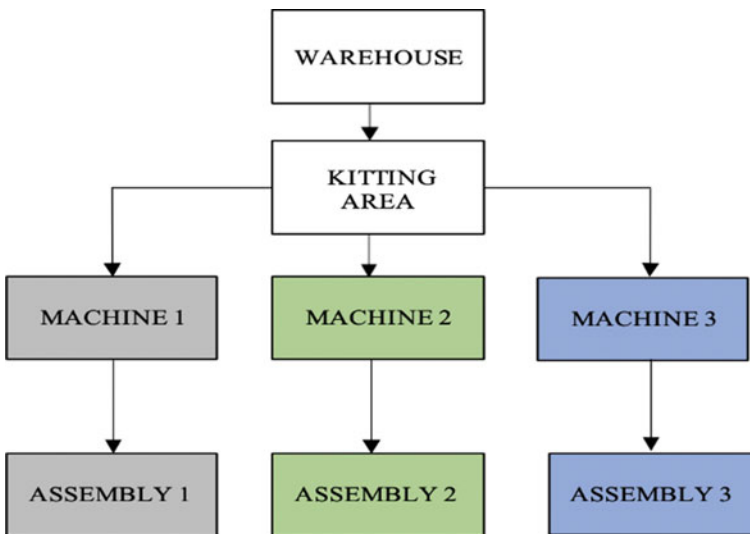 WAREHOUSE
KITTING
AREA
MACHINE 1
MACHINE 2
MACHINE 3
ASSEMBLY 1
ASSEMBLY 2
ASSEMBLY 3